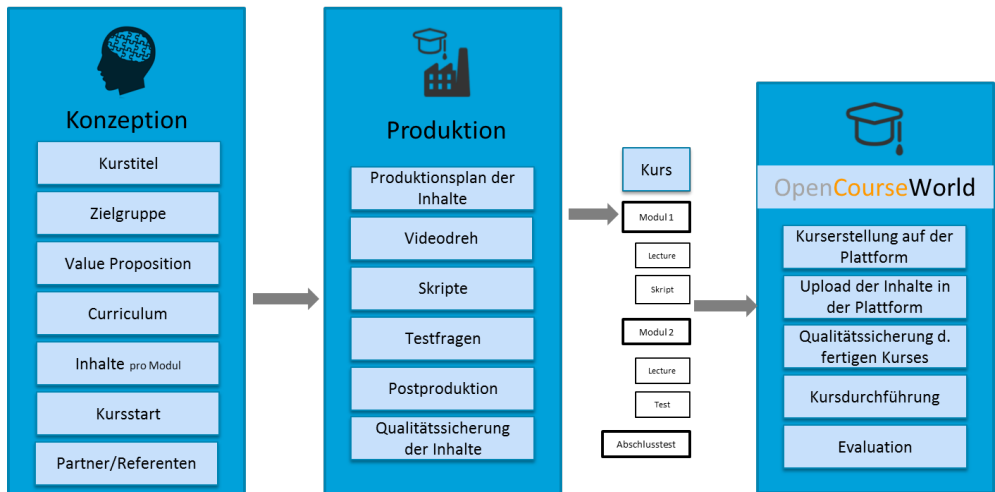 Konzeption
Kurstitel
Zielgruppe
Value Proposition
Curriculum
Inhalte pro Modul
Kursstart
Partner/Referenten
Produktion
Produktionsplan der
Inhalte
Videodreh
Skripte
Testfragen
Postproduktion
Qualitätssicherung
der Inhalte
Kurs
Modul 1
Lecture
Skript
Modul 2
Lecture
Test
Abschlusstest
OpenCourseWorld
Kurserstellung auf der
Plattform
Upload der Inhalte in
der Plattform
Qualitätssicherung d.
fertigen Kurses
Kursdurchführung
Evaluation